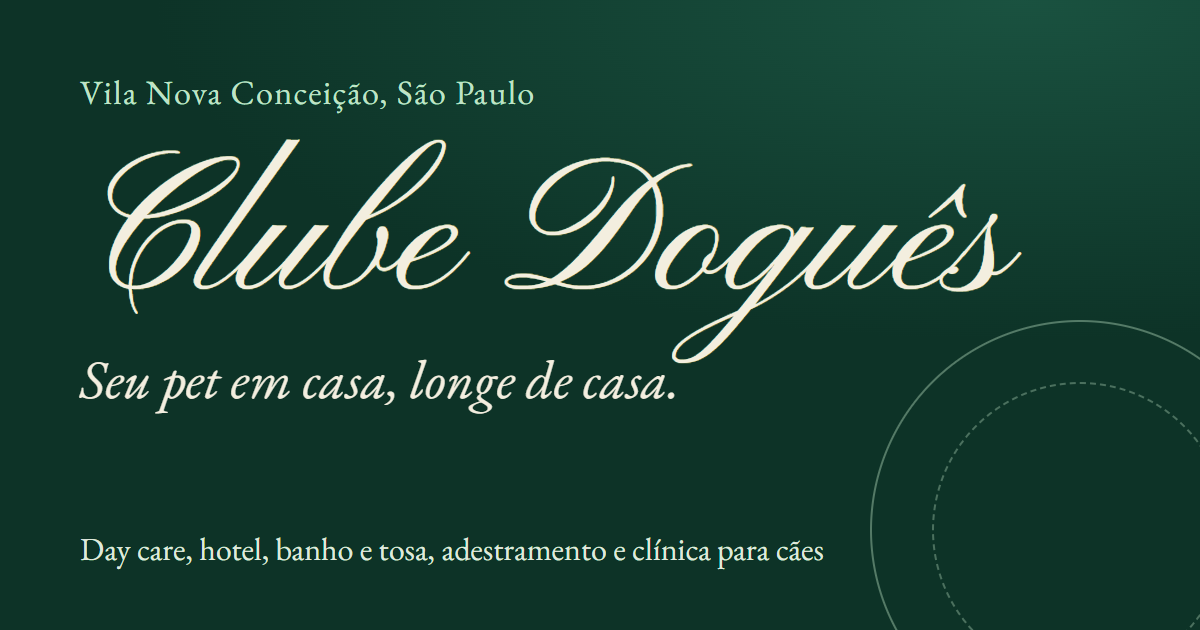 Vila Nova Conceição, São Paulo
Clube Doguês
Seu pet em casa, longe de casa.
Day care, hotel, banho e tosa, adestramento e clínica para cães